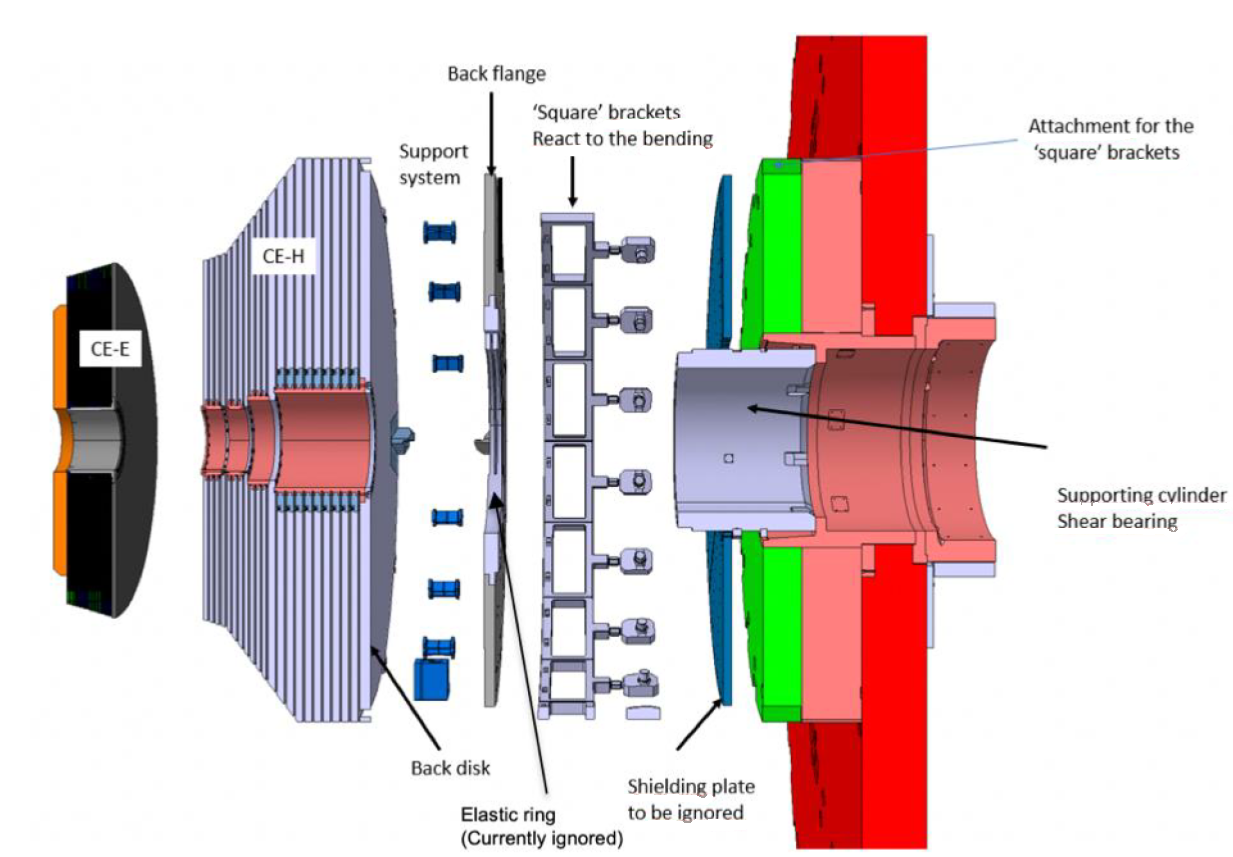 Back flange
'Square' brackets
React to the bending
Attachment for the
'square' brackets
Support
system
CE-H
CE-E
Supporting cylinder
Shear bearing
Back disk
Shielding plate
to be ignored
Elastic ring
(Currently ignored)